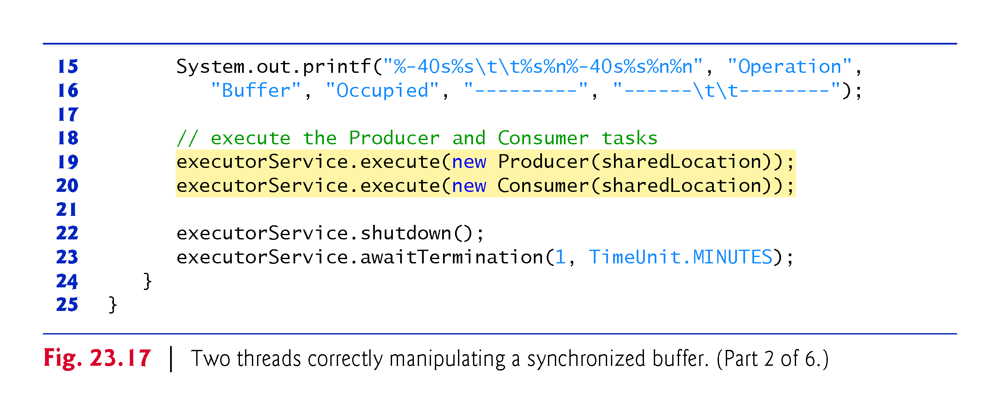 15 System.out.printf("%-40s%s\t\t%s%n%-40s%s%n%n", "Operation",
16 "Buffer", "Occupied", "---------", "------\t\t--------");
17
18 // execute the Producer and Consumer tasks
19 executorService.execute(new Producer(sharedLocation));
20 executorService.execute(new Consumer(sharedLocation));
21
22 executorService.shutdown();
23 executorService.awaitTermination(1, TimeUnit.MINUTES);
24 }
25 }
Fig. 23.17 | Two threads correctly manipulating a synchronized buffer. (Part 2 of 6.)